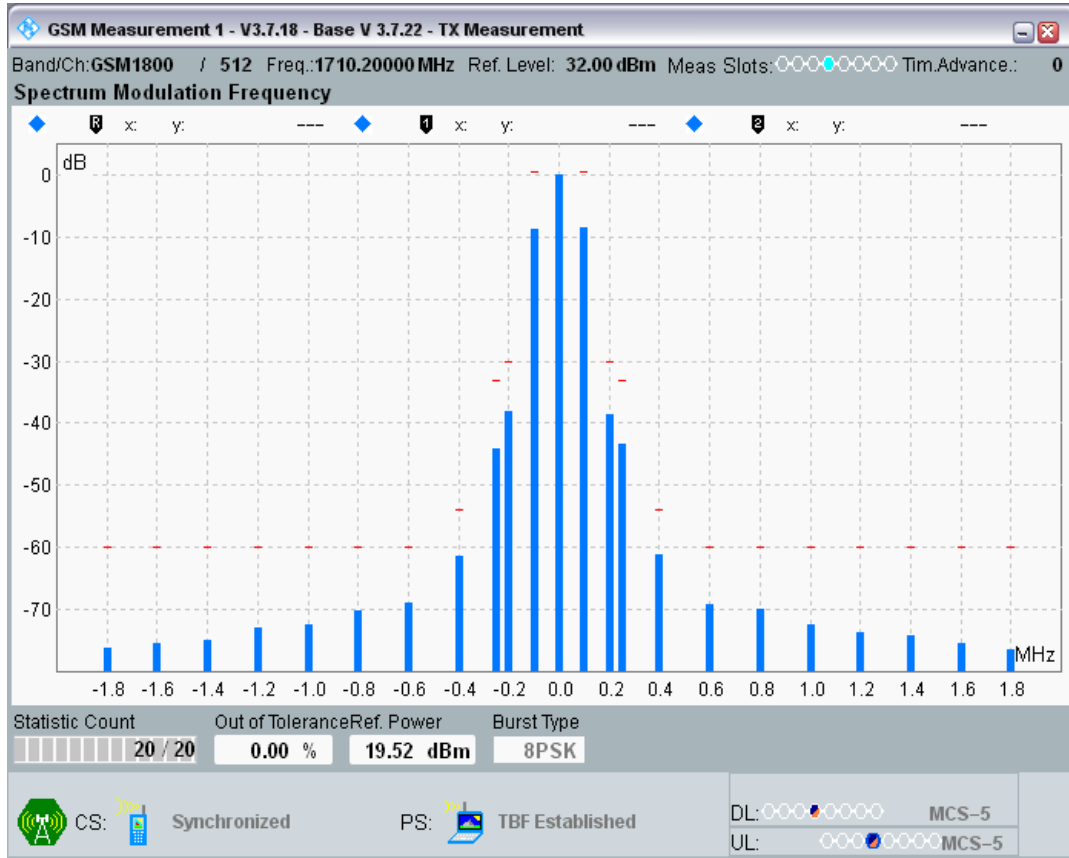 GSM Measurement 1 - V3.7.18 - Base V 3.7.22 - TX Measurement
Band/Ch:GSM1800 / 512 Freq.:1710.20000 MHz Ref. Level: 32.00 dBm Meas Slots: Tim.Advance.: 0
Spectrum Modulation Frequency
R x: y: --- 1 x: y: --- 2 x: y: ---
dB
0
-10
-20
-30
-40
-50
-60
-70
MHz
-1.8 -1.6 -1.4 -1.2 -1.0 -0.8 -0.6 -0.4 -0.2 0.0 0.2 0.4 0.6 0.8 1.0 1.2 1.4 1.6 1.8
Statistic Count Out of Tolerance Ref. Power Burst Type
20 / 20 0.00 % 19.52 dBm 8PSK
CS: Synchronized PS: TBF Established DL: MCS-5
UL: MCS-5